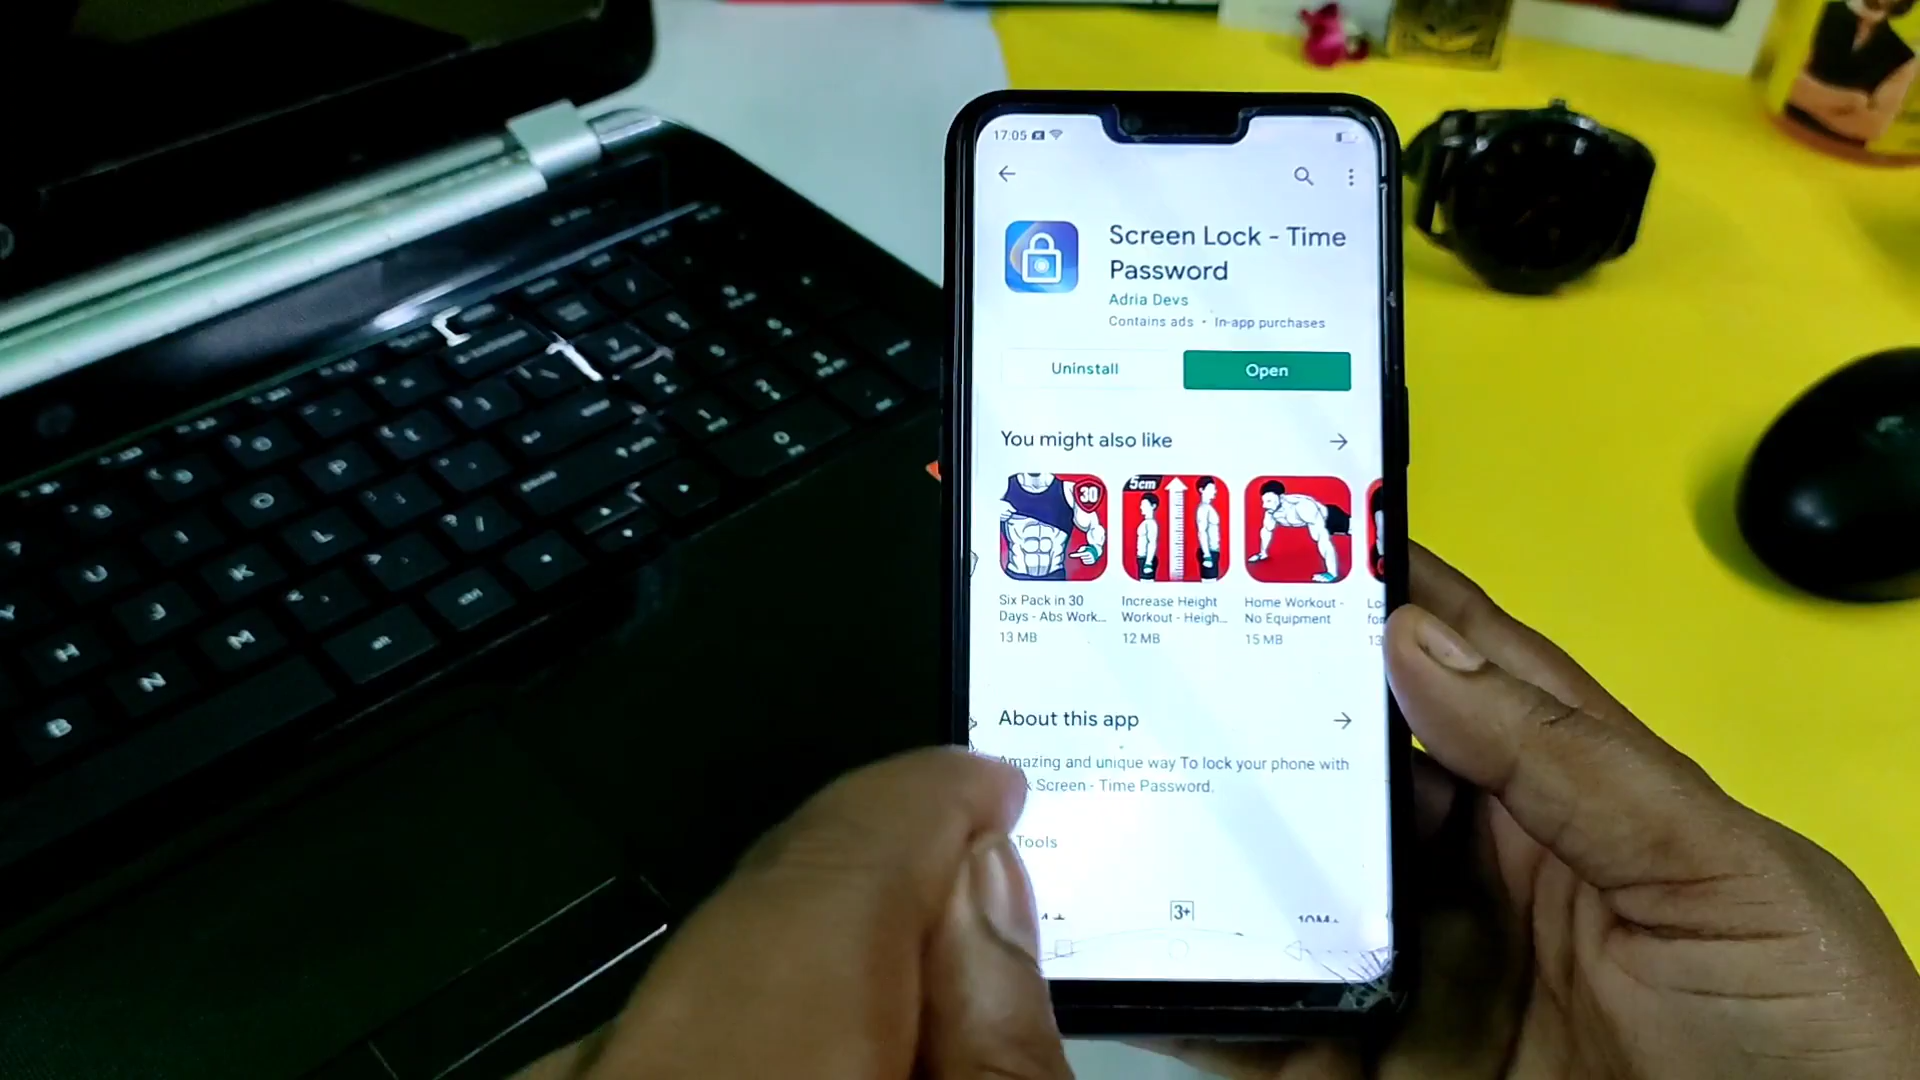 17:05
Screen Lock - Time
Password
Adria Devs
Contains ads • In-app purchases
Uninstall
Open
You might also like
30
5cm
Six Pack in 30
Days - Abs Work...
13 MB
Increase Height
Workout - Heigh...
12 MB
Home Workout -
No Equipment
15 MB
About this app
Amazing and unique way To lock your phone with
Screen - Time Password.
Tools
3+
10M+
O
P
I
L
U
K
J
H
M
N
B
alt
ctrl